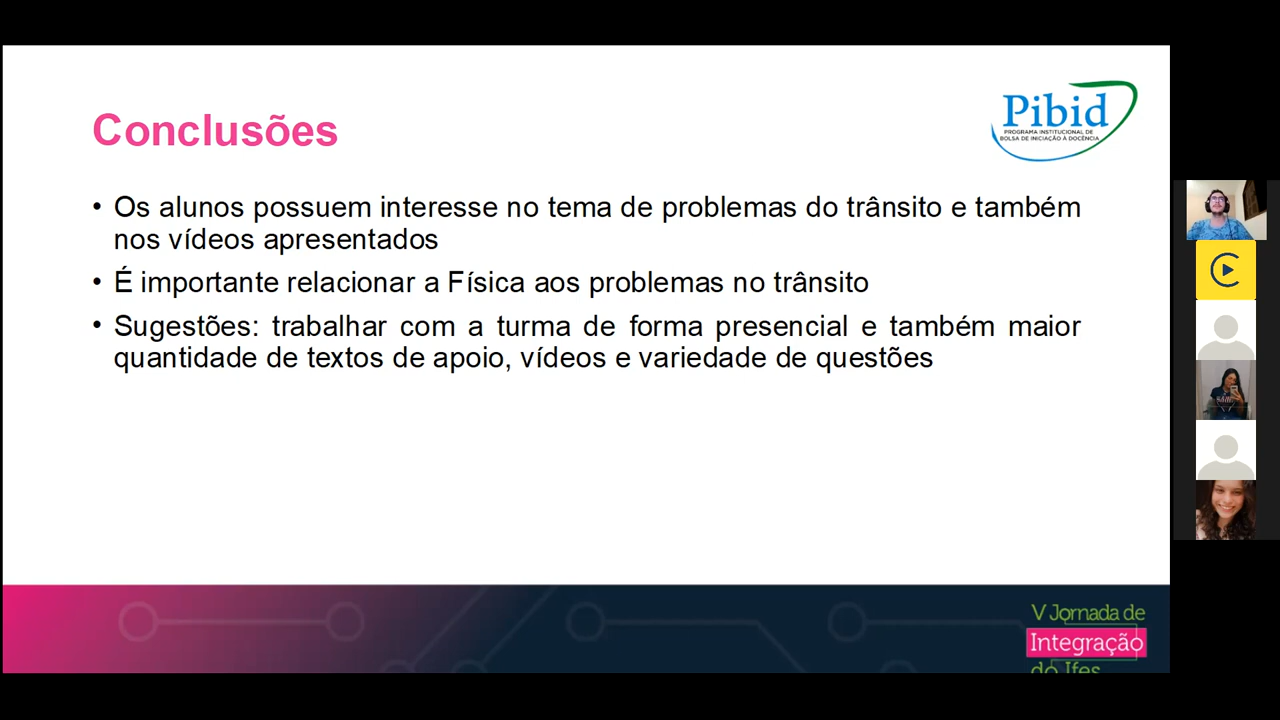 Conclusões
Pibid
PROGRAMA INSTITUCIONAL DE
BOLSA DE INICIAÇÃO À DOCÊNCIA
• Os alunos possuem interesse no tema de problemas do trânsito e também
nos vídeos apresentados
• É importante relacionar a Física aos problemas no trânsito
• Sugestões: trabalhar com a turma de forma presencial e também maior
quantidade de textos de apoio, vídeos e variedade de questões
V Jornada de
Integração
do Ifes